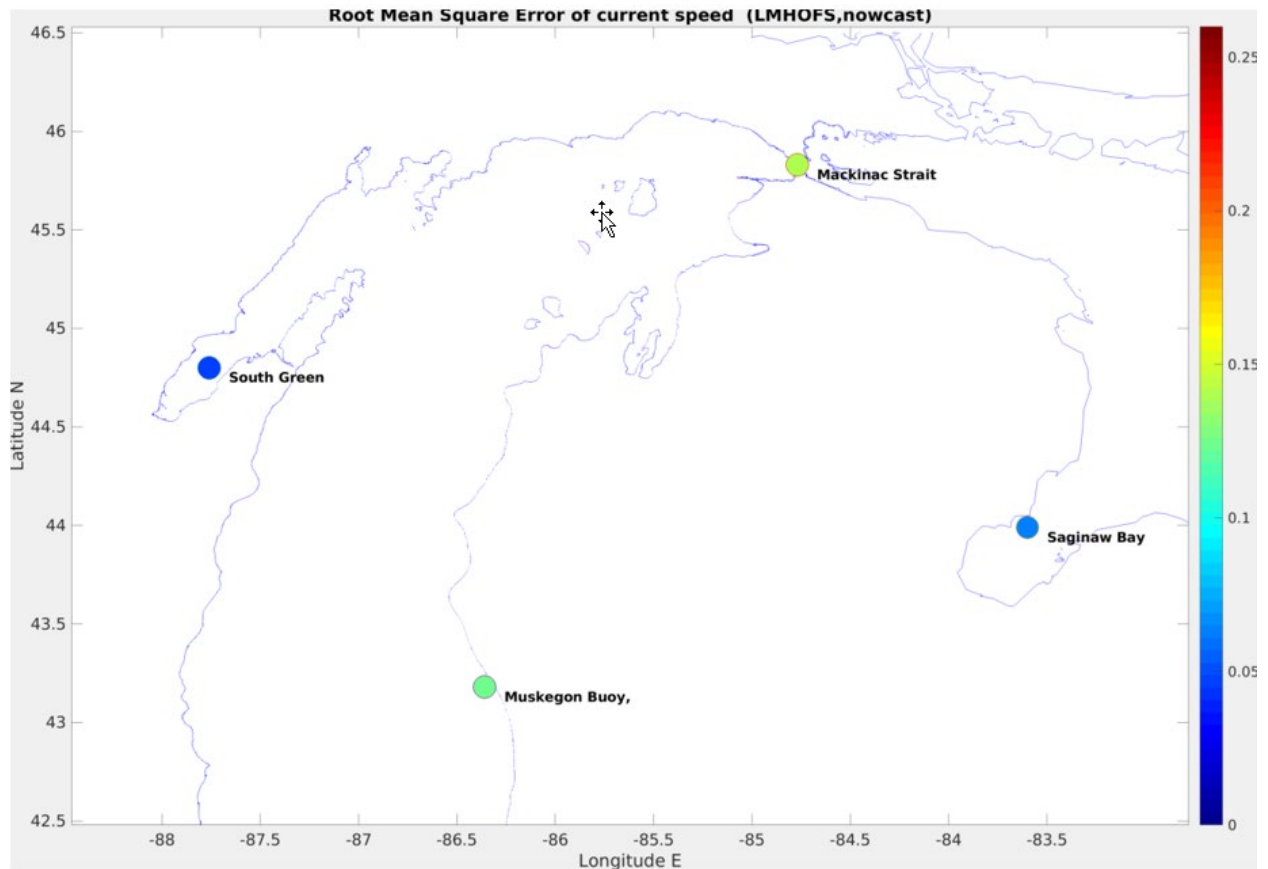 Root Mean Square Error of current speed (LMHOFS,nowcast)
46.5
46
45.5
45
44.5
44
43.5
43
42.5
Latitude N
Mackinac Strait
South Green
Saginaw Bay
Muskegon Buoy,
0.25
0.2
0.15
0.1
0.05
0
-88 -87.5 -87 -86.5 -86 -85.5 -85 -84.5 -84 -83.5
Longitude E